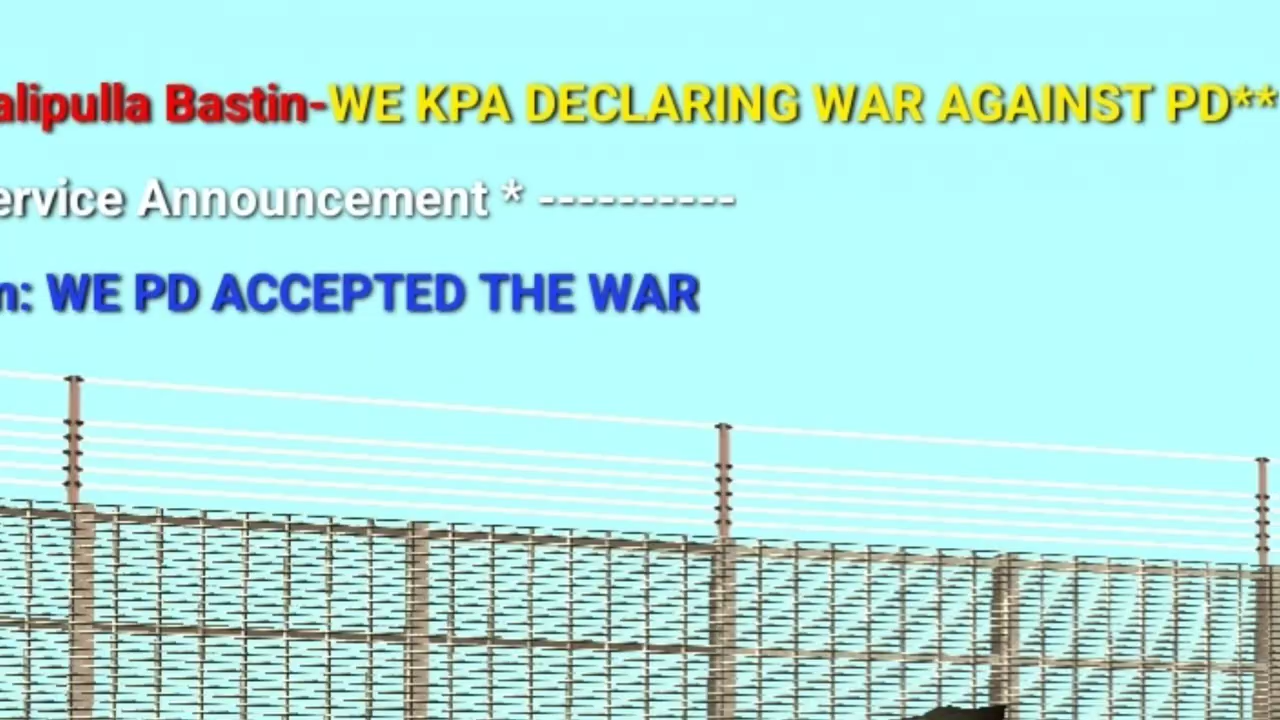 alipulla Bastin-WE KPA DECLARING WAR AGAINST PD**
ervice Announcement * ----------
n: WE PD ACCEPTED THE WAR